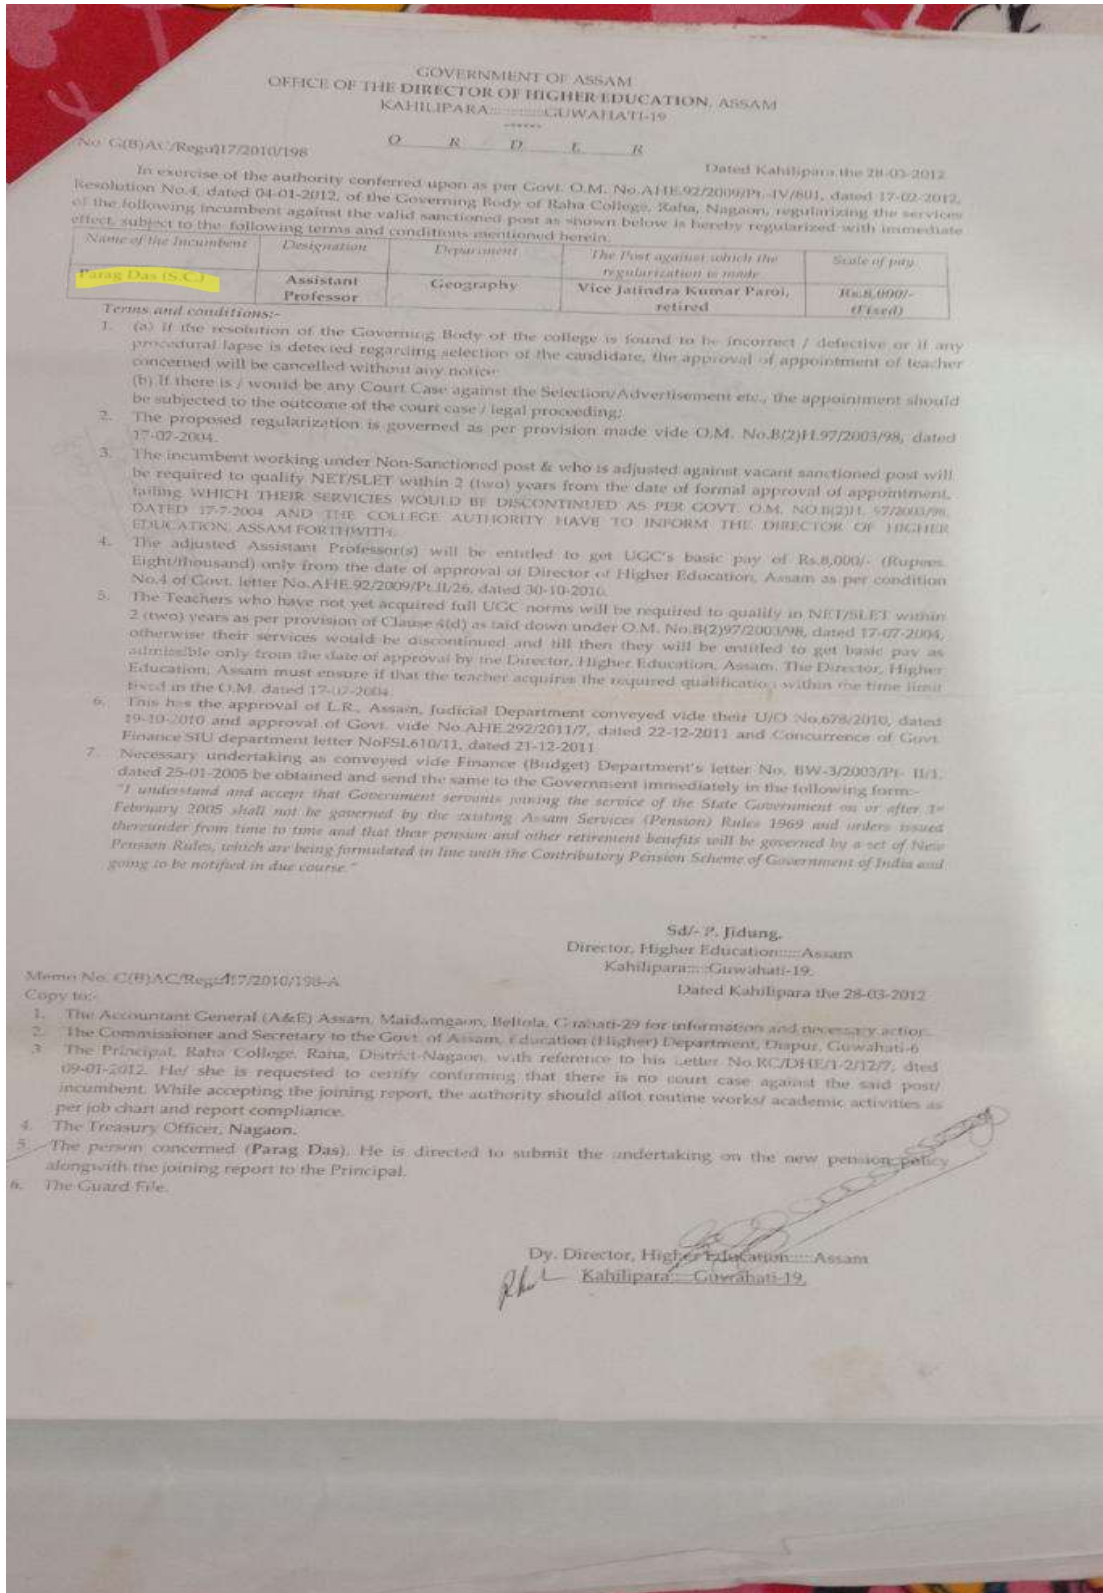 GOVERNMENT OF ASSAM
OFFICE OF THE DIRECTOR OF HIGHER EDUCATION, ASSAM
KAHILIPARA::::::::::::GUWAHATI-19
O R D E R
No. G(B)AC/Regu/17/2010/198
Dated Kahilipara the 28-03-2012
In exercise of the authority conferred upon as per Govt. O.M. No.AHE.92/2009/Pt.-IV/801, dated 17-02-2012,
Resolution No.4, dated 04-01-2012, of the Governing Body of Raha College, Raha, Nagaon, regularizing the services
of the following incumbent against the valid sanctioned post as shown below is hereby regularized with immediate
effect, subject to the following terms and conditions mentioned herein.
Name of the Incumbent Designation Department The Post against which the regularization is made Scale of pay
Parag Das (S.C.) Assistant Professor Geography Vice Jatindra Kumar Paroi, retired Rs.8,000/- (Fixed)
Terms and conditions:-
1. (a) If the resolution of the Governing Body of the college is found to be incorrect / defective or if any
procedural lapse is detected regarding selection of the candidate, the approval of appointment of teacher
concerned will be cancelled without any notice.
(b) If there is / would be any Court Case against the Selection/Advertisement etc., the appointment should
be subjected to the outcome of the court case / legal proceeding;
2. The proposed regularization is governed as per provision made vide O.M. No.B(2)H.97/2003/98, dated
17-07-2004.
3. The incumbent working under Non-Sanctioned post & who is adjusted against vacant sanctioned post will
be required to qualify NET/SLET within 2 (two) years from the date of formal approval of appointment,
failing WHICH THEIR SERVICIES WOULD BE DISCONTINUED AS PER GOVT. O.M. NO.B(2)H. 97/2003/98,
DATED 17-7-2004 AND THE COLLEGE AUTHORITY HAVE TO INFORM THE DIRECTOR OF HIGHER
EDUCATION, ASSAM FORTHWITH.
4. The adjusted Assistant Professor(s) will be entitled to get UGC's basic pay of Rs.8,000/- (Rupees
Eight/thousand) only from the date of approval of Director of Higher Education, Assam as per condition
No.4 of Govt. letter No.AHE.92/2009/Pt.II/26, dated 30-10-2010.
5. The Teachers who have not yet acquired full UGC norms will be required to qualify in NET/SLET within
2 (two) years as per provision of Clause 4(d) as laid down under O.M. No.B(2)97/2003/98, dated 17-07-2004,
otherwise their services would be discontinued and till then they will be entitled to get basic pay as
admissible only from the date of approval by the Director, Higher Education, Assam. The Director, Higher
Education, Assam must ensure if that the teacher acquires the required qualification within the time limit
fixed in the O.M. dated 17-07-2004.
6. This has the approval of L.R., Assam, Judicial Department conveyed vide their U/O No.678/2010, dated
19-10-2010 and approval of Govt. vide No.AHE.292/2011/7, dated 22-12-2011 and Concurrence of Govt.
Finance SIU department letter NoFSI.610/11, dated 21-12-2011
7. Necessary undertaking as conveyed vide Finance (Budget) Department's letter No. BW-3/2003/Pt- II/1,
dated 25-01-2005 be obtained and send the same to the Government immediately in the following form:-
"I understand and accept that Government servants joining the service of the State Government on or after 1st
February 2005 shall not be governed by the existing Assam Services (Pension) Rules 1969 and orders issued
thereunder from time to time and that their pension and other retirement benefits will be governed by a set of New
Pension Rules, which are being formulated in line with the Contributory Pension Scheme of Government of India and
going to be notified in due course."
Sd/- P. Jidung,
Director, Higher Education:::::Assam
Kahilipara:::::Guwahati-19.
Memo No. G(B)AC/Regu/17/2010/198-A
Dated Kahilipara the 28-03-2012
Copy to:-
1. The Accountant General (A&E) Assam, Maidamgaon, Beltola, Guwahati-29 for information and necessary action.
2. The Commissioner and Secretary to the Govt. of Assam, Education (Higher) Department, Dispur, Guwahati-6
3. The Principal, Raha College, Raha, District-Nagaon, with reference to his Letter No.RC/DHE/1-2/12/7, dted
09-01-2012. He/ she is requested to certify confirming that there is no court case against the said post/
incumbent. While accepting the joining report, the authority should allot routine works/ academic activities as
per job chart and report compliance.
4. The Treasury Officer, Nagaon.
5. The person concerned (Parag Das). He is directed to submit the undertaking on the new pension policy
alongwith the joining report to the Principal.
6. The Guard File.
Dy. Director, Higher Education:::::Assam
Kahilipara:::::Guwahati-19.